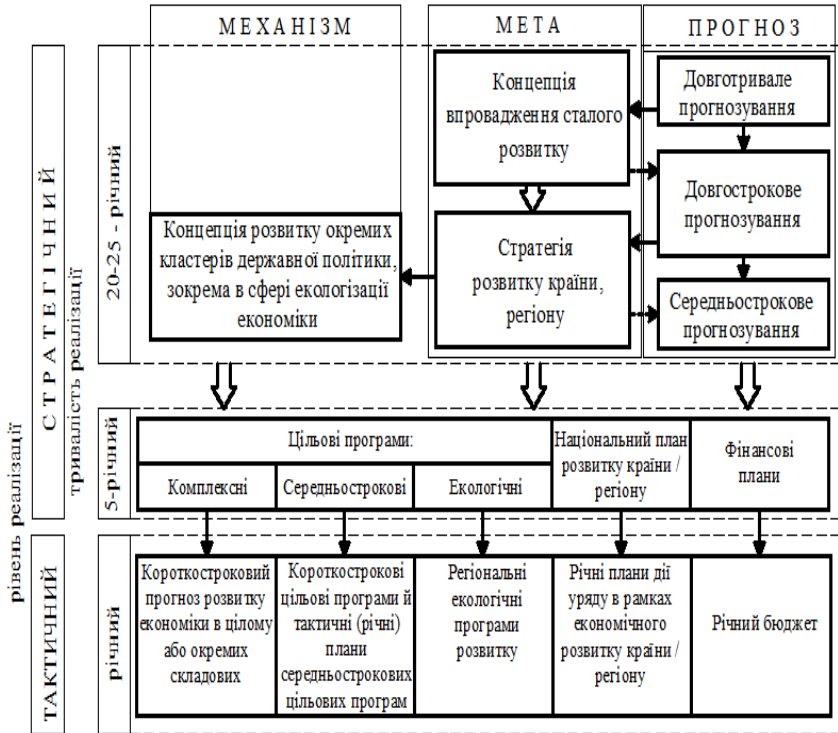 МЕХАНІЗМ
МЕТА
ПРОГНОЗ
рівень реалізації
СТРАТЕГІЧНИЙ
тривалість реалізації
20-25 - річний
Концепція
впровадження сталого
розвитку
Довготривале
прогнозування
Довгострокове
прогнозування
Концепція розвитку окремих
кластерів державної політики,
зокрема в сфері екологізації
економіки
Стратегія
розвитку країни,
регіону
Середньострокове
прогнозування
5-річний
Цільові програми:
Комплексні
Середньострокові
Екологічні
Національний план
розвитку країни /
регіону
Фінансові
плани
ТАКТИЧНИЙ
річний
Короткостроковий
прогноз розвитку
економіки в цілому
або окремих
складових
Короткострокові
цільові програми й
тактичні (річні)
плани
середньострокових
цільових програм
Регіональні
екологічні
програми
розвитку
Річні плани дії
уряду в рамках
економічного
розвитку країни /
регіону
Річний бюджет